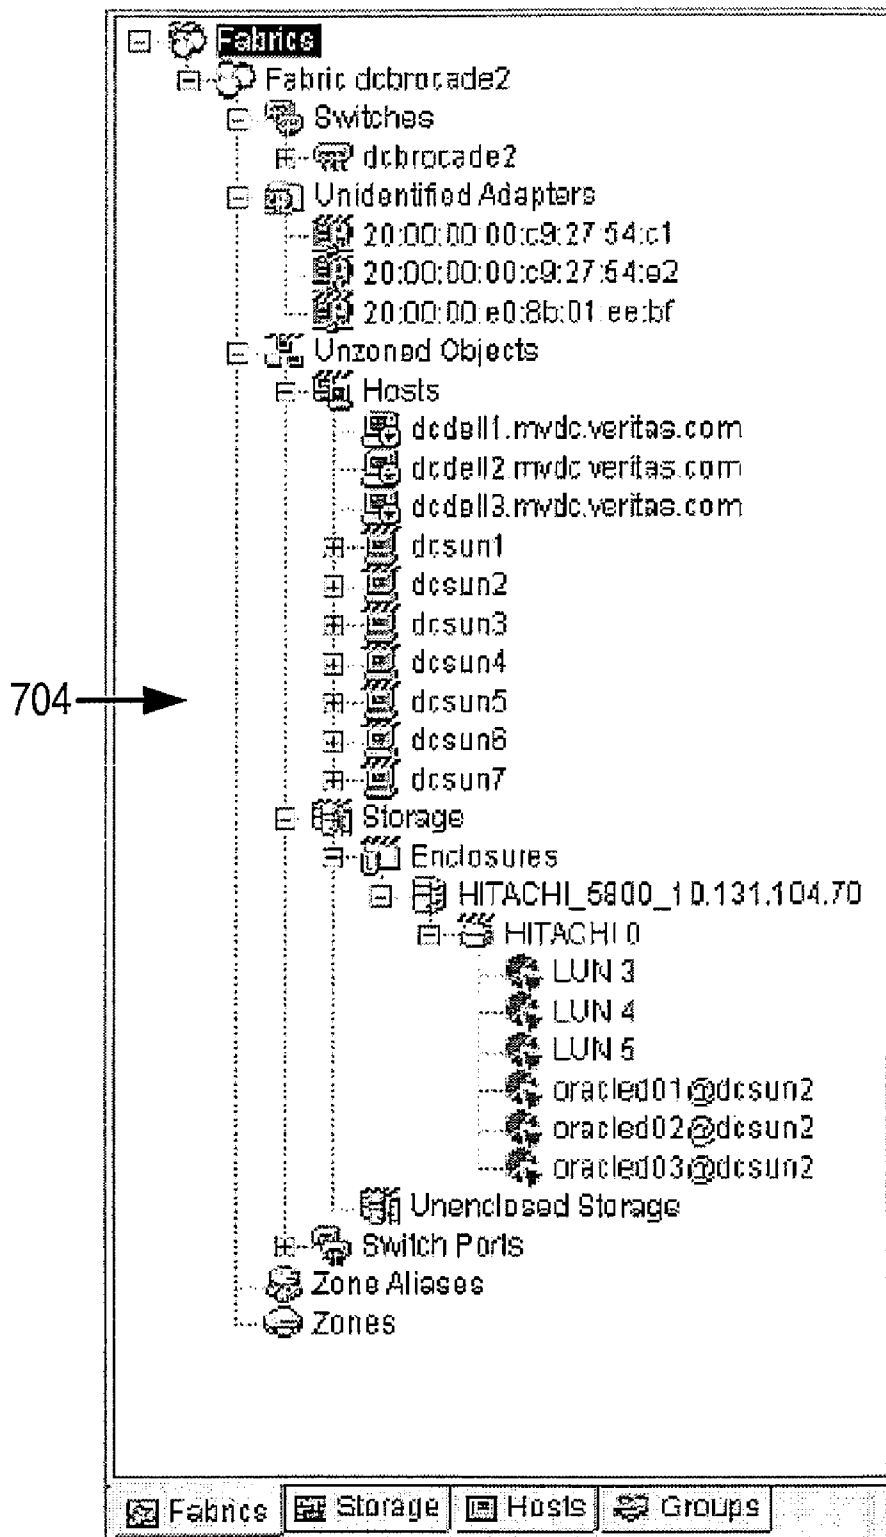 Fabrics
Fabric dcbrocade2
Switches
dcbrocade2
Unidentified Adapters
20:00:00:00:c9:27:54:c1
20:00:00:00:c9:27:54:e2
20:00:00:e0:8b:01:ee:bf
Unzoned Objects
Hosts
dcdell1.mvdc.veritas.com
dcdell2.mvdc.veritas.com
dcdell3.mvdc.veritas.com
dcsun1
dcsun2
dcsun3
dcsun4
704
dcsun5
dcsun6
dcsun7
Storage
Enclosures
HITACHI_5800_10.131.104.70
HITACHI 0
LUN 3
LUN 4
LUN 5
oracled01@dcsun2
oracled02@dcsun2
oracled03@dcsun2
Unenclosed Storage
Switch Ports
Zone Aliases
Zones
Fabrics Storage Hosts Groups